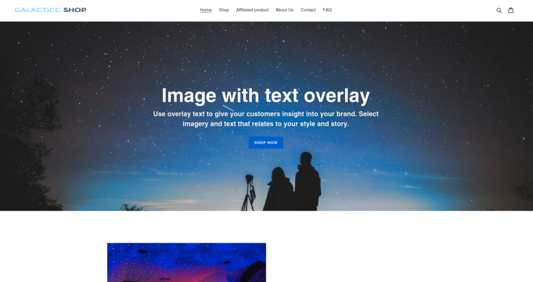 GALACTICC SHOP
Home Shop Affiliated product About Us Contact FAQ
Image with text overlay
Use overlay text to give your customers insight into your brand. Select
imagery and text that relates to your style and story.
SHOP NOW